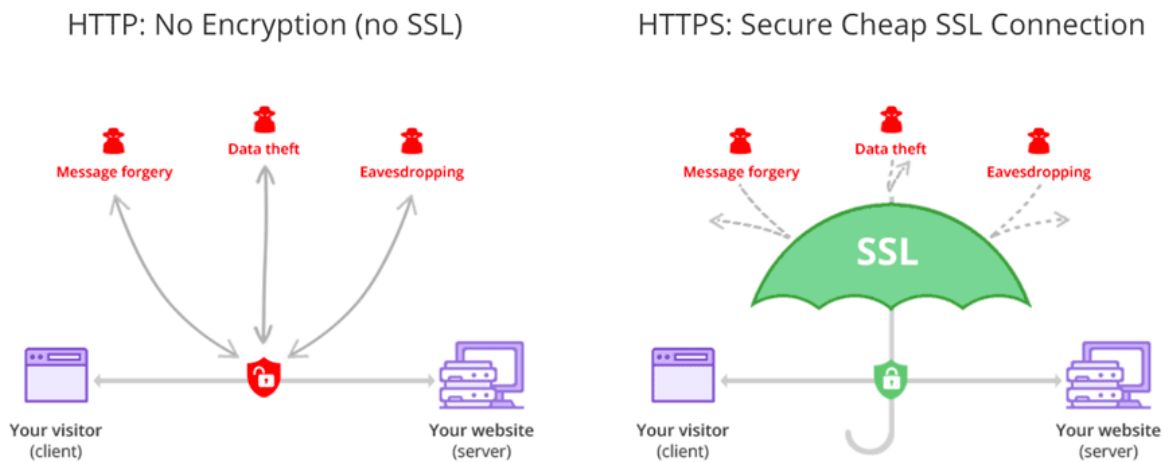 HTTP: No Encryption (no SSL)
Message forgery
Data theft
Eavesdropping
Your visitor
(client)
Your website
(server)
HTTPS: Secure Cheap SSL Connection
Message forgery
Data theft
Eavesdropping
SSL
Your visitor
(client)
Your website
(server)